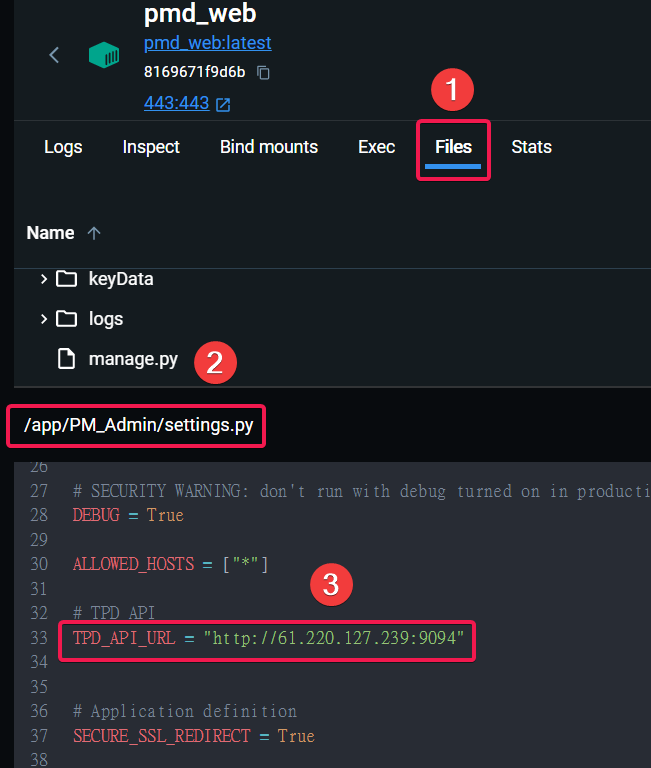 pmd_web
pmd_web:latest
8169671f9d6b
443:443
1
Logs Inspect Bind mounts Exec Files Stats
Name
keyData
logs
manage.py
2
/app/PM_Admin/settings.py
26
27 # SECURITY WARNING: don't run with debug turned on in producti
28 DEBUG = True
29
30 ALLOWED_HOSTS = ["*"]
31
3
32 # TPD API
33 TPD_API_URL = "http://61.220.127.239:9094"
34
35
36 # Application definition
37 SECURE_SSL_REDIRECT = True
38